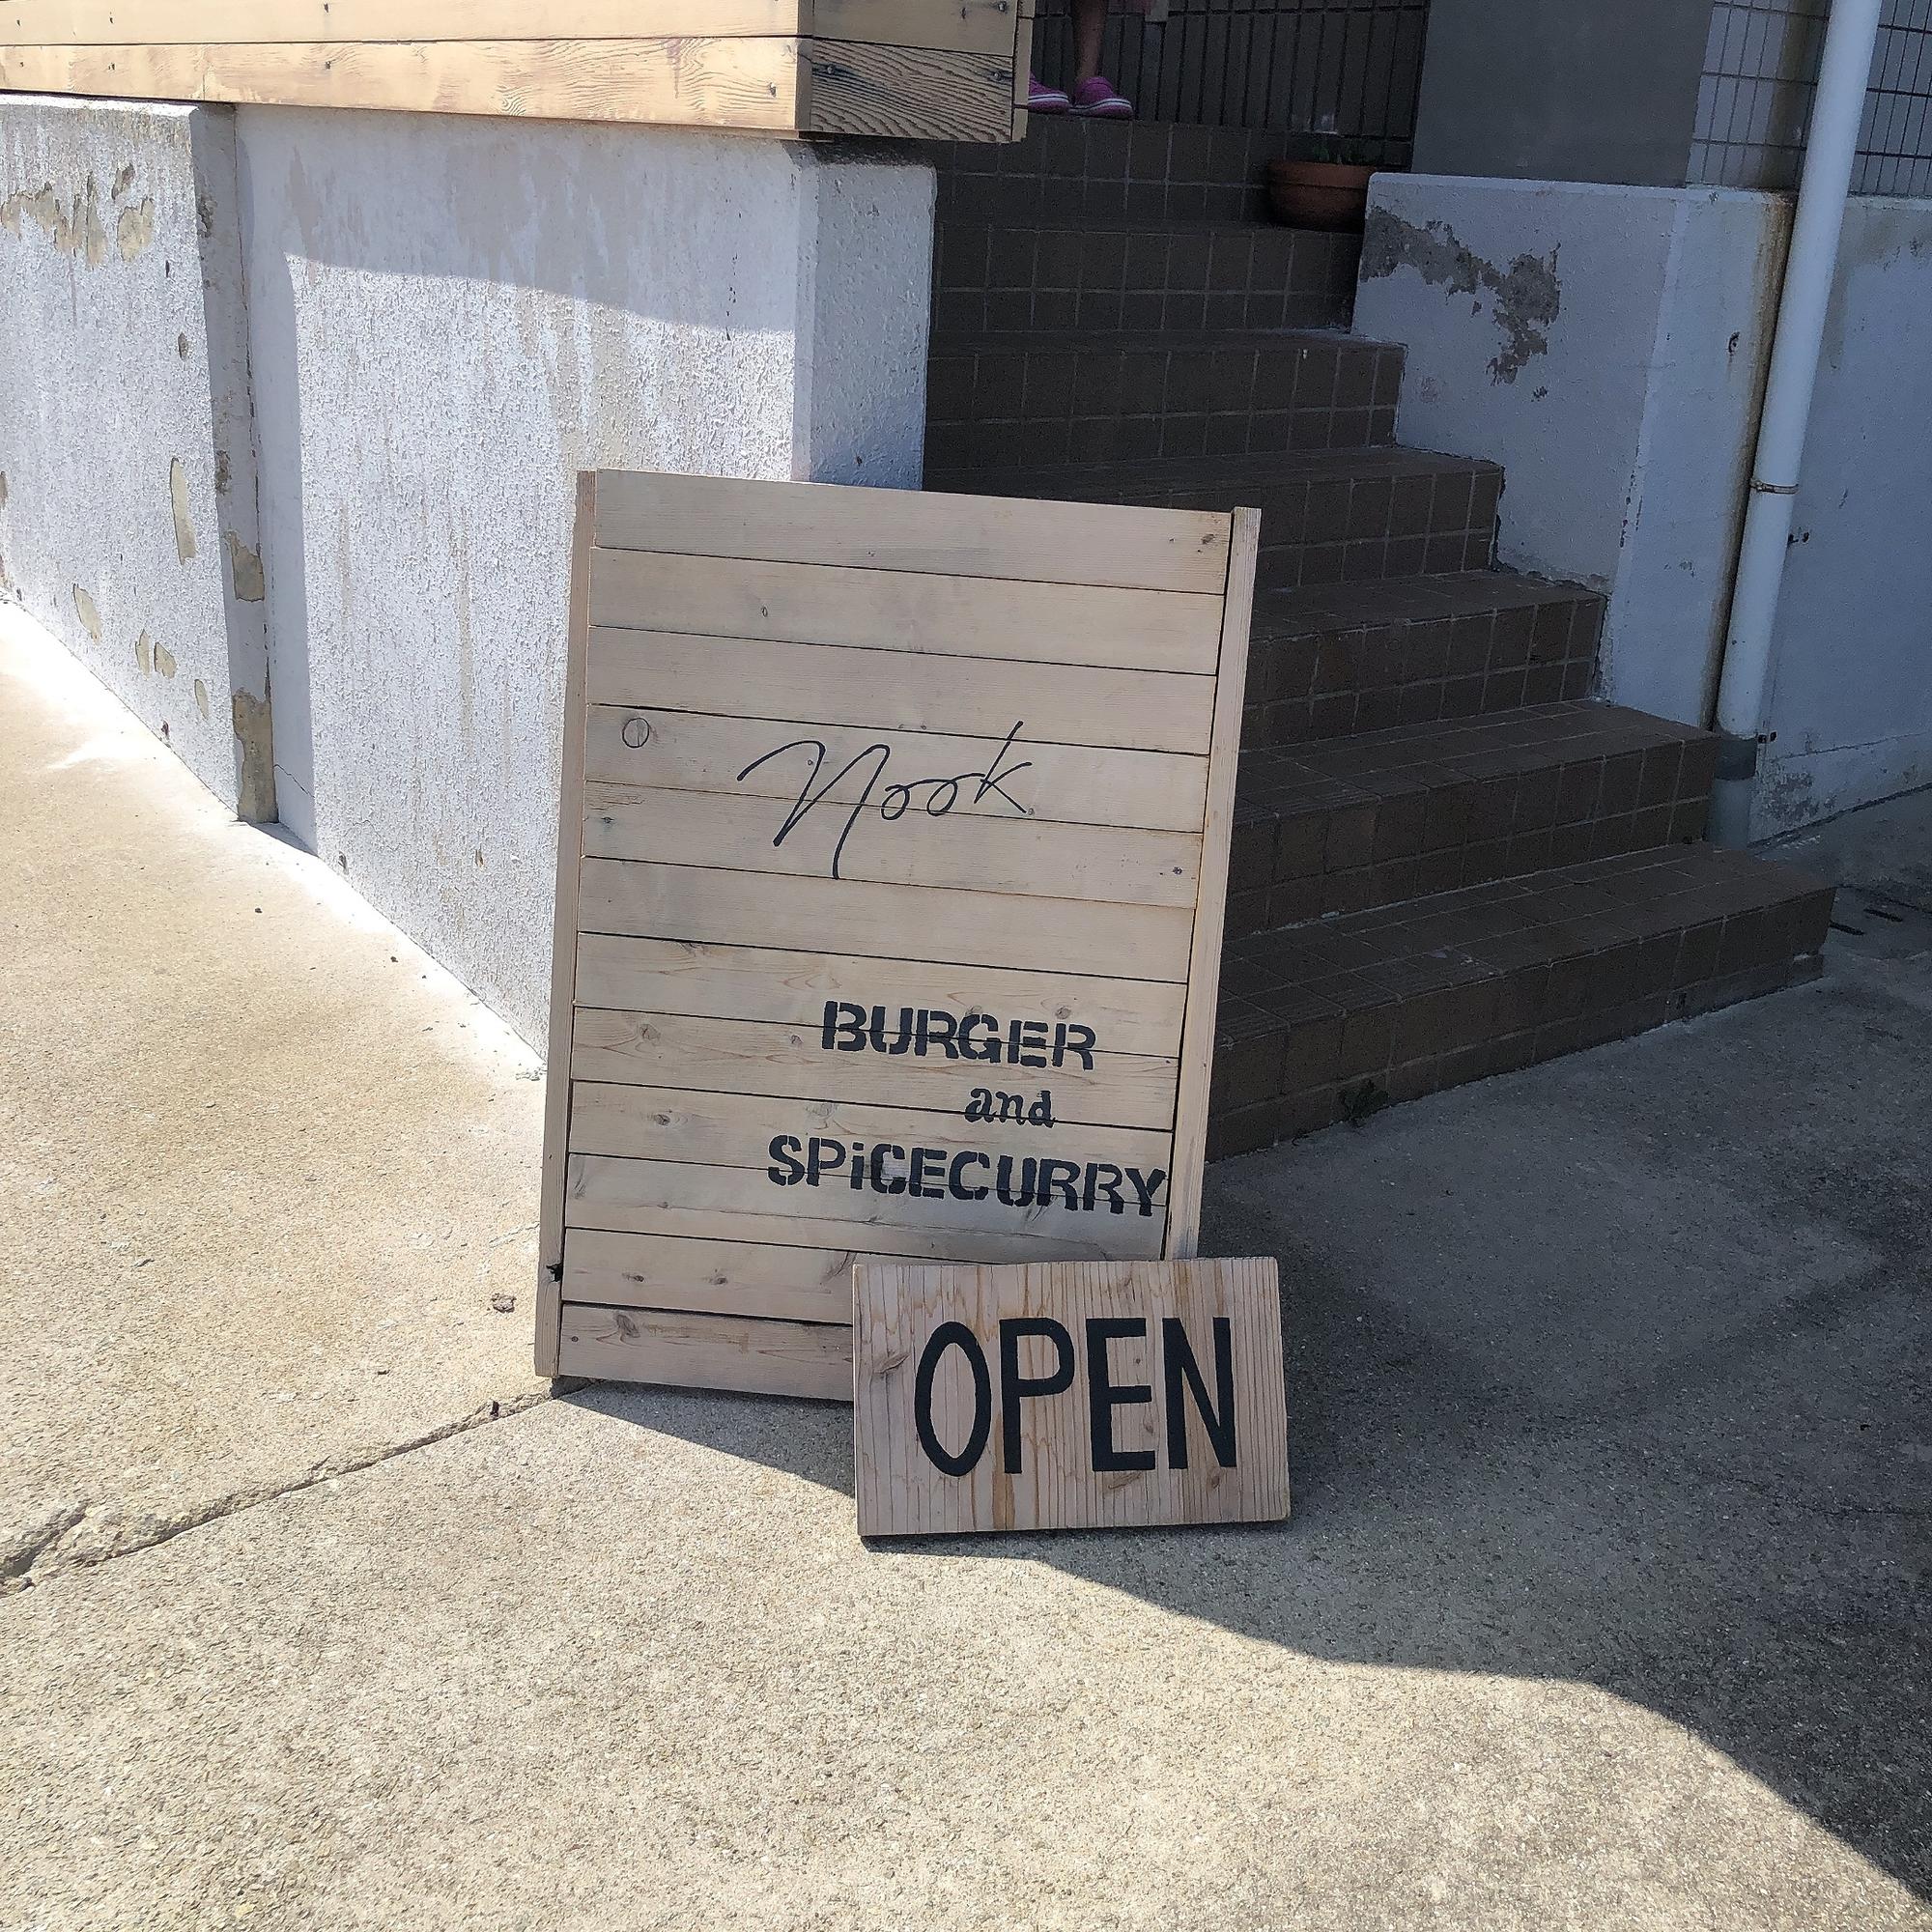 Nook
BURGER
and
SPiCECURRY
OPEN